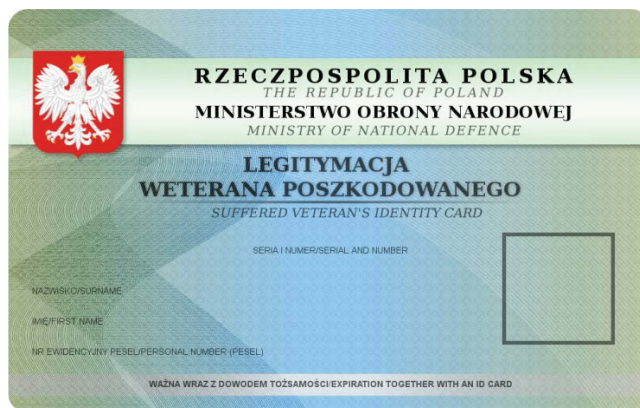 RZECZPOSPOLITA POLSKA
THE REPUBLIC OF POLAND
MINISTERSTWO OBRONY NARODOWEJ
MINISTRY OF NATIONAL DEFENCE
LEGITYMACJA
WETERANA POSZKODOWANEGO
SUFFERED VETERAN'S IDENTITY CARD
SERIA I NUMER/SERIAL AND NUMBER
NAZWISKO/SURNAME
IMIĘ/FIRST NAME
NR EWIDENCYJNY PESEL/PERSONAL NUMBER (PESEL)
WAŻNA WRAZ Z DOWODEM TOŻSAMOŚCI/EXPIRATION TOGETHER WITH AN ID CARD